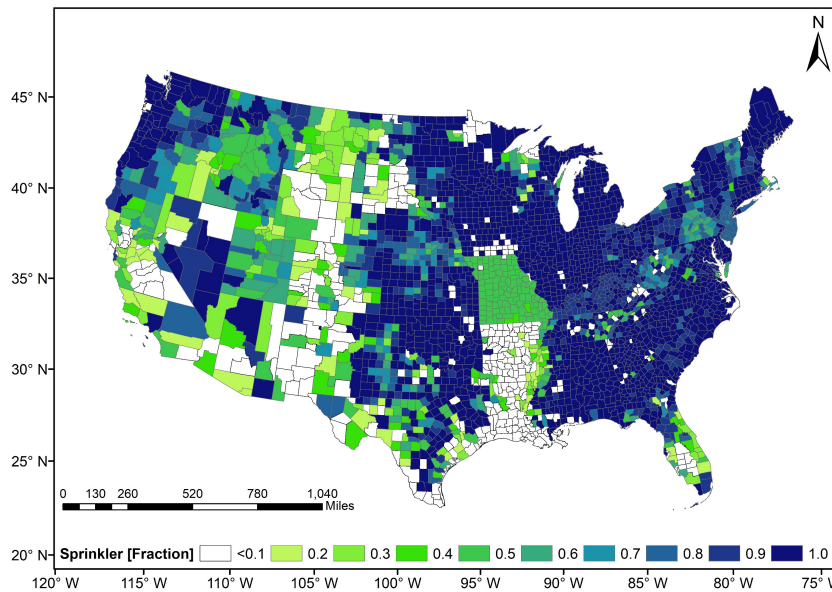 N
45° N
40° N
35° N
30° N
25° N
20° N
0 130 260 520 780 1,040
Miles
Sprinkler [Fraction] <0.1 0.2 0.3 0.4 0.5 0.6 0.7 0.8 0.9 1.0
120° W 115° W 110° W 105° W 100° W 95° W 90° W 85° W 80° W 75° W